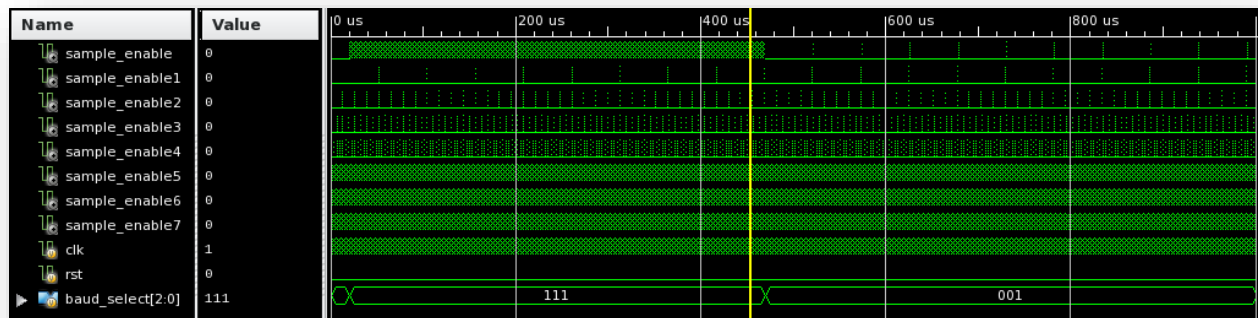 Name Value 0 us 200 us 400 us 600 us 800 us
sample_enable 0
sample_enable1 0
sample_enable2 0
sample_enable3 0
sample_enable4 0
sample_enable5 0
sample_enable6 0
sample_enable7 0
clk 1
rst 0
baud_select[2:0] 111 111 001